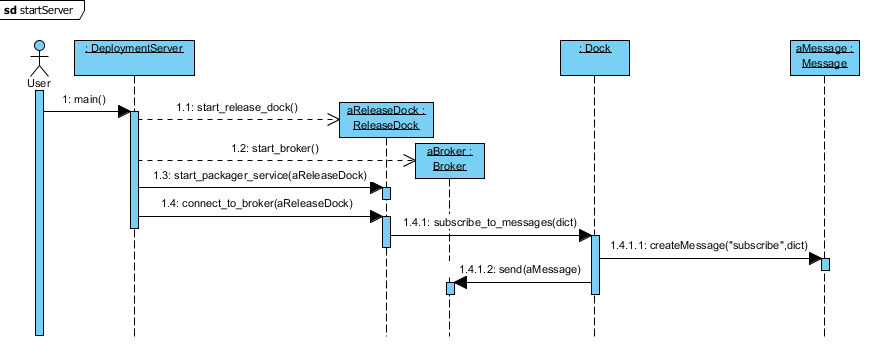 sd startServer
: DeploymentServer
: Dock
aMessage :
Message
User
1: main()
1.1: start_release_dock()
aReleaseDock :
ReleaseDock
1.2: start_broker()
aBroker :
Broker
1.3: start_packager_service(aReleaseDock)
1.4: connect_to_broker(aReleaseDock)
1.4.1: subscribe_to_messages(dict)
1.4.1.1: createMessage("subscribe",dict)
1.4.1.2: send(aMessage)